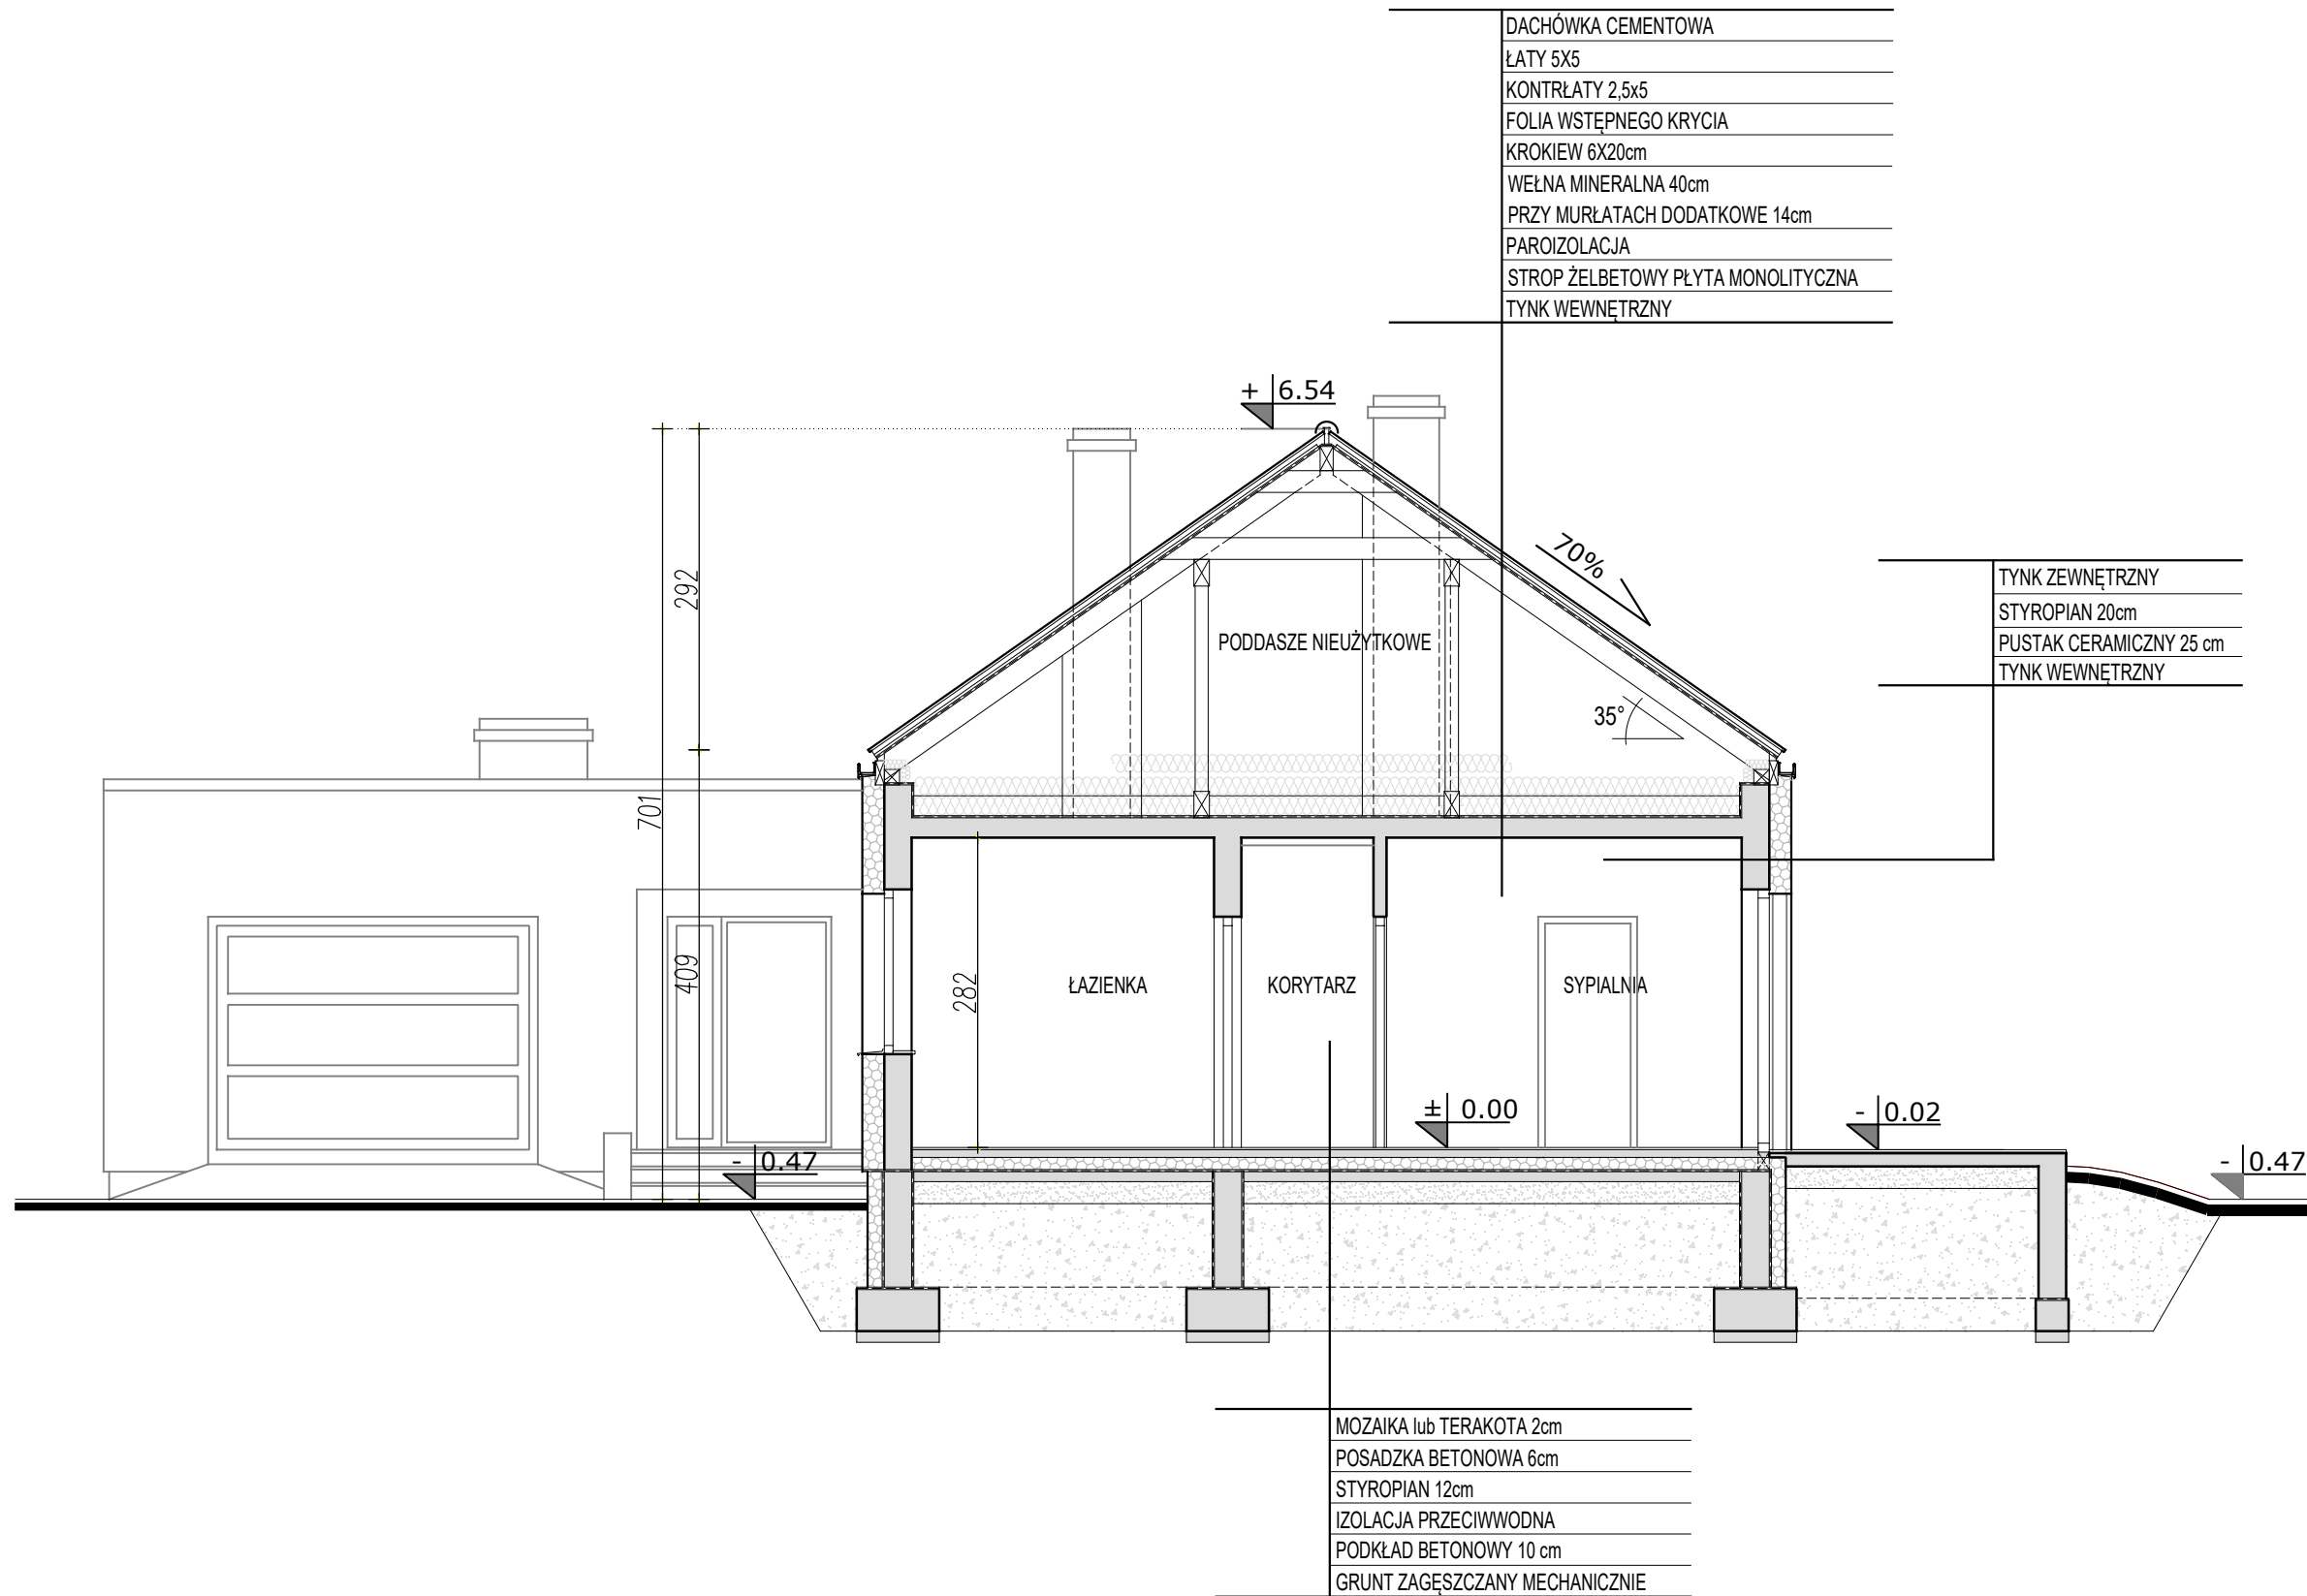 DACHÓWKA CEMENTOWA
ŁATY 5X5
KONTRŁATY 2,5x5
FOLIA WSTĘPNEGO KRYCIA
KROKIEW 6X20cm
WEŁNA MINERALNA 40cm
PRZY MURŁATACH DODATKOWE 14cm
PAROIZOLACJA
STROP ŻELBETOWY PŁYTA MONOLITYCZNA
TYNK WEWNĘTRZNY
+ 6.54
70%
TYNK ZEWNĘTRZNY
STYROPIAN 20cm
PUSTAK CERAMICZNY 25 cm
TYNK WEWNĘTRZNY
292
PODDASZE NIEUŻYTKOWE
35°
701
409
282
ŁAZIENKA
KORYTARZ
SYPIALNIA
± 0.00
- 0.02
- 0.47
- 0.47
MOZAIKA lub TERAKOTA 2cm
POSADZKA BETONOWA 6cm
STYROPIAN 12cm
IZOLACJA PRZECIWWODNA
PODKŁAD BETONOWY 10 cm
GRUNT ZAGĘSZCZANY MECHANICZNIE